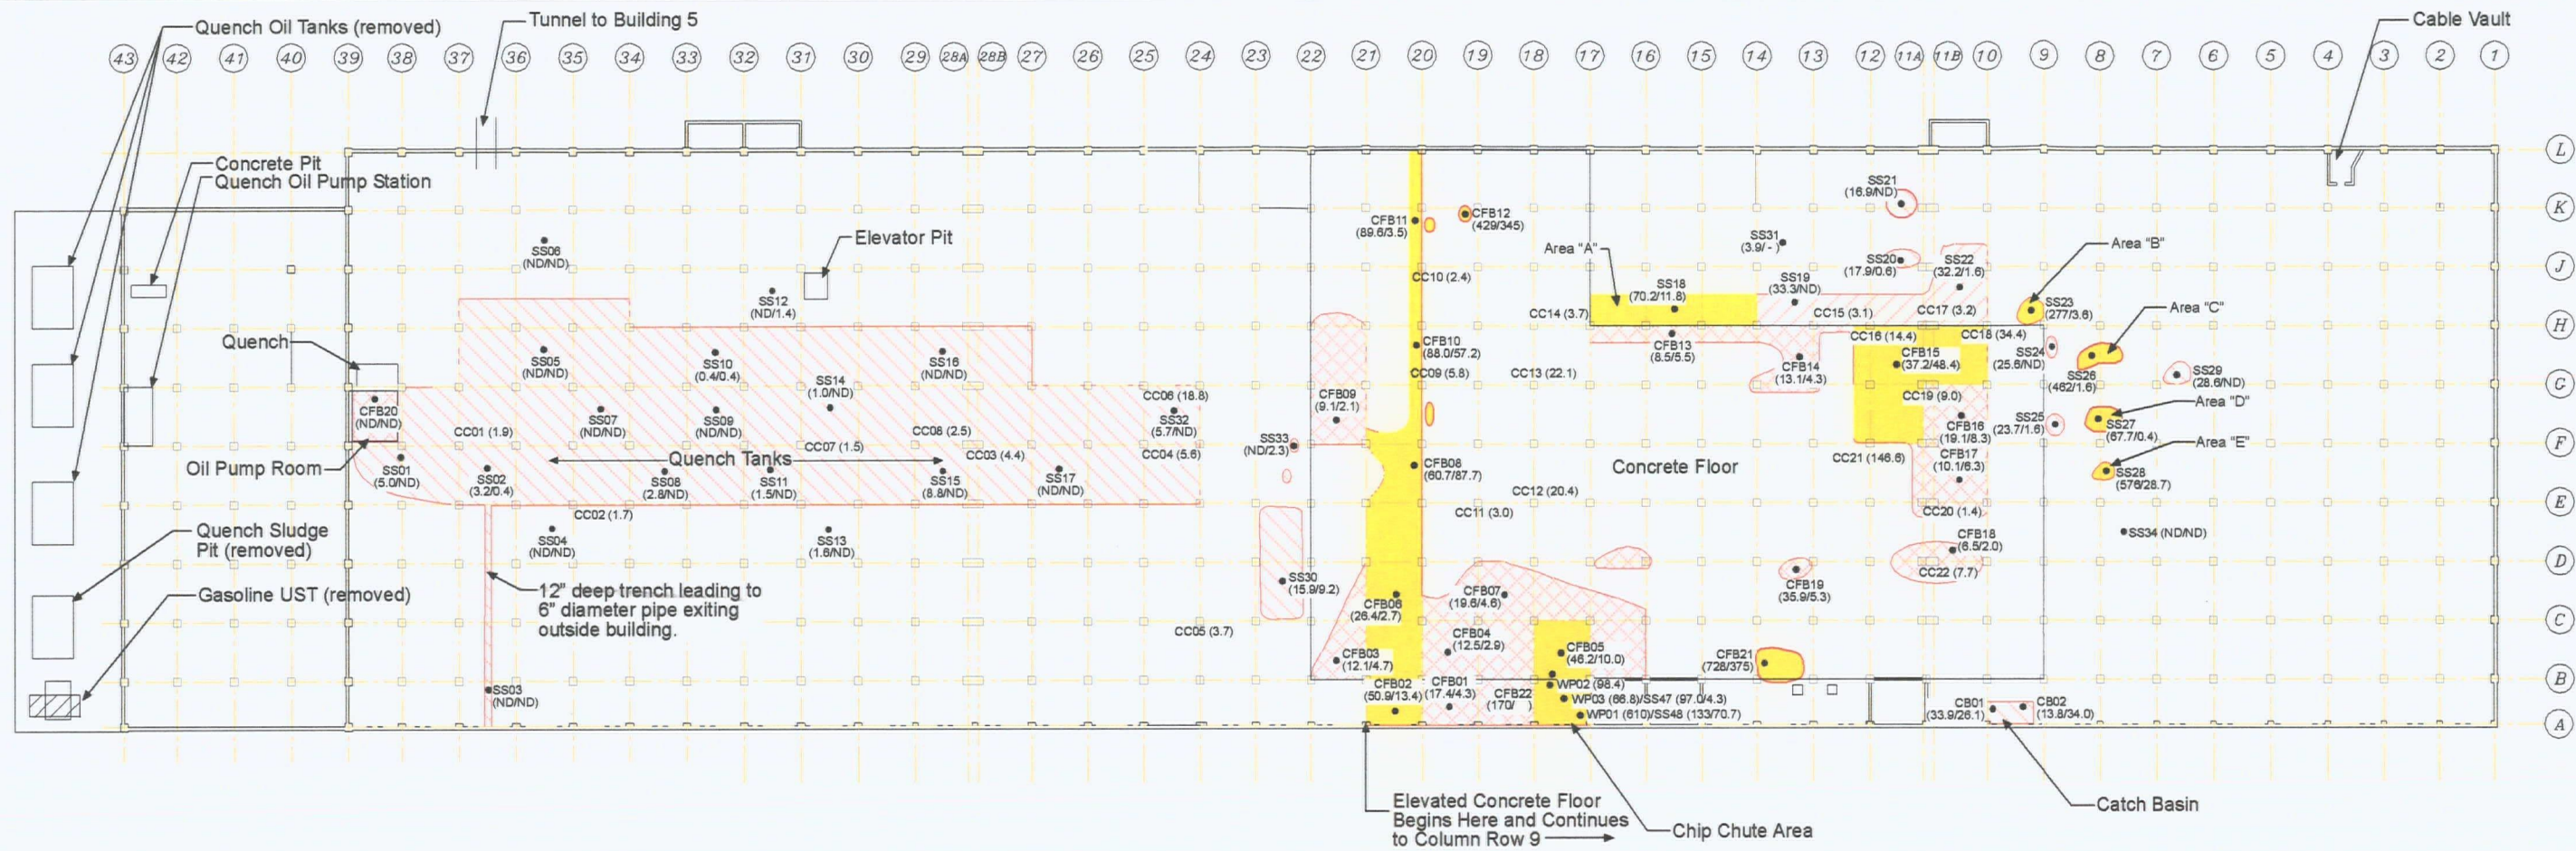 Quench Oil Tanks (removed)
Tunnel to Building 5
Cable Vault
43 42 41 40 39 38 37 36 35 34 33 32 31 30 29 28A 28B 27 26 25 24 23 22 21 20 19 18 17 16 15 14 13 12 11A 11B 10 9 8 7 6 5 4 3 2 1
Concrete Pit
Quench Oil Pump Station
L
K
J
H
G
F
E
D
C
B
A
SS06
(ND/ND)
Elevator Pit
SS12
(ND/1.4)
Quench
SS05
(ND/ND)
SS10
(0.4/0.4)
SS14
(1.0/ND)
SS16
(ND/ND)
CFB20
(ND/ND)
SS07
(ND/ND)
SS09
(ND/ND)
CC01 (1.9)
CC07 (1.5)
CC08 (2.5)
CC03 (4.4)
CC06 (18.8)
SS32
(5.7/ND)
CC04 (5.6)
Oil Pump Room
Quench Tanks
SS01
(5.0/ND)
SS02
(3.2/0.4)
SS08
(2.8/ND)
SS11
(1.5/ND)
SS15
(8.8/ND)
SS17
(ND/ND)
CC02 (1.7)
SS04
(ND/ND)
SS13
(1.6/ND)
Quench Sludge
Pit (removed)
Gasoline UST (removed)
12" deep trench leading to
6" diameter pipe exiting
outside building.
SS03
(ND/ND)
CC05 (3.7)
SS33
(ND/2.3)
SS30
(15.9/9.2)
CFB09
(9.1/2.1)
CFB11
(89.6/3.5)
CFB12
(429/345)
CC10 (2.4)
CFB10
(88.0/57.2)
CC09 (5.8)
CC13 (22.1)
CFB08
(60.7/87.7)
CC12 (20.4)
CC11 (3.0)
Concrete Floor
CFB06
(26.4/2.7)
CFB07
(19.6/4.6)
CFB04
(12.5/2.9)
CFB03
(12.1/4.7)
CFB05
(46.2/10.0)
CFB02
(50.9/13.4)
CFB01
(17.4/4.3)
CFB22
(170/ )
WP02 (98.4)
WP03 (66.8)/SS47 (97.0/4.3)
WP01 (610)/SS48 (133/70.7)
Area "A"
CC14 (3.7)
SS18
(70.2/11.8)
SS31
(3.9/ - )
SS21
(16.9/ND)
SS20
(17.9/0.6)
SS19
(33.3/ND)
SS22
(32.2/1.6)
CC15 (3.1)
CC17 (3.2)
CFB13
(8.5/5.5)
CFB14
(13.1/4.3)
CC16 (14.4)
CC18 (34.4)
CFB15
(37.2/48.4)
CC19 (9.0)
CFB16
(19.1/8.3)
CFB17
(10.1/6.3)
CC21 (146.6)
CC20 (1.4)
CFB18
(6.5/2.0)
CC22 (7.7)
CFB19
(35.9/5.3)
CFB21
(728/375)
CB01
(33.9/26.1)
CB02
(13.8/34.0)
Area "B"
SS23
(277/3.6)
Area "C"
SS24
(25.6/ND)
SS26
(462/1.6)
SS29
(28.6/ND)
SS25
(23.7/1.6)
Area "D"
SS27
(67.7/0.4)
Area "E"
SS28
(576/28.7)
SS34 (ND/ND)
Elevated Concrete Floor
Begins Here and Continues
to Column Row 9
Chip Chute Area
Catch Basin